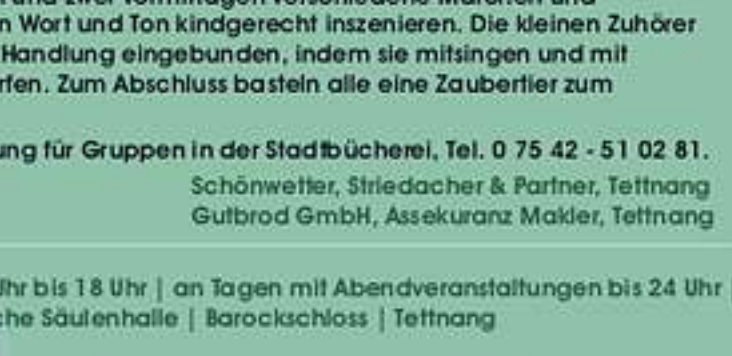 n Wort und Ton kindgerecht inszenieren. Die kleinen Zuhörer
Handlung eingebunden, indem sie mitsingen und mit
rfen. Zum Abschluss basteln alle eine Zaubertier zum
ung für Gruppen in der Stadtbücherei, Tel. 0 75 42 - 51 02 81.
Schönwetter, Striedacher & Partner, Tettnang
Gutbrod GmbH, Assekuranz Makler, Tettnang
Uhr bis 18 Uhr | an Tagen mit Abendveranstaltungen bis 24 Uhr |
che Säulenhalle | Barockschloss | Tettnang